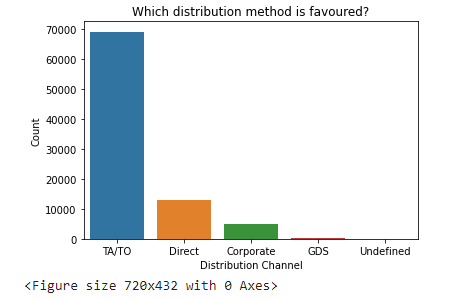 Which distribution method is favoured?
70000
60000
50000
40000
30000
20000
10000
0
Count
TA/TO Direct Corporate GDS Undefined
Distribution Channel
<Figure size 720x432 with 0 Axes>